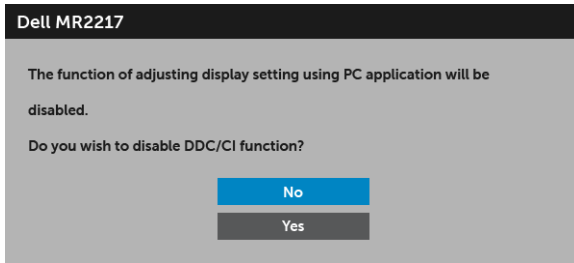 Dell MR2217
The function of adjusting display setting using PC application will be
disabled.
Do you wish to disable DDC/CI function?
No
Yes